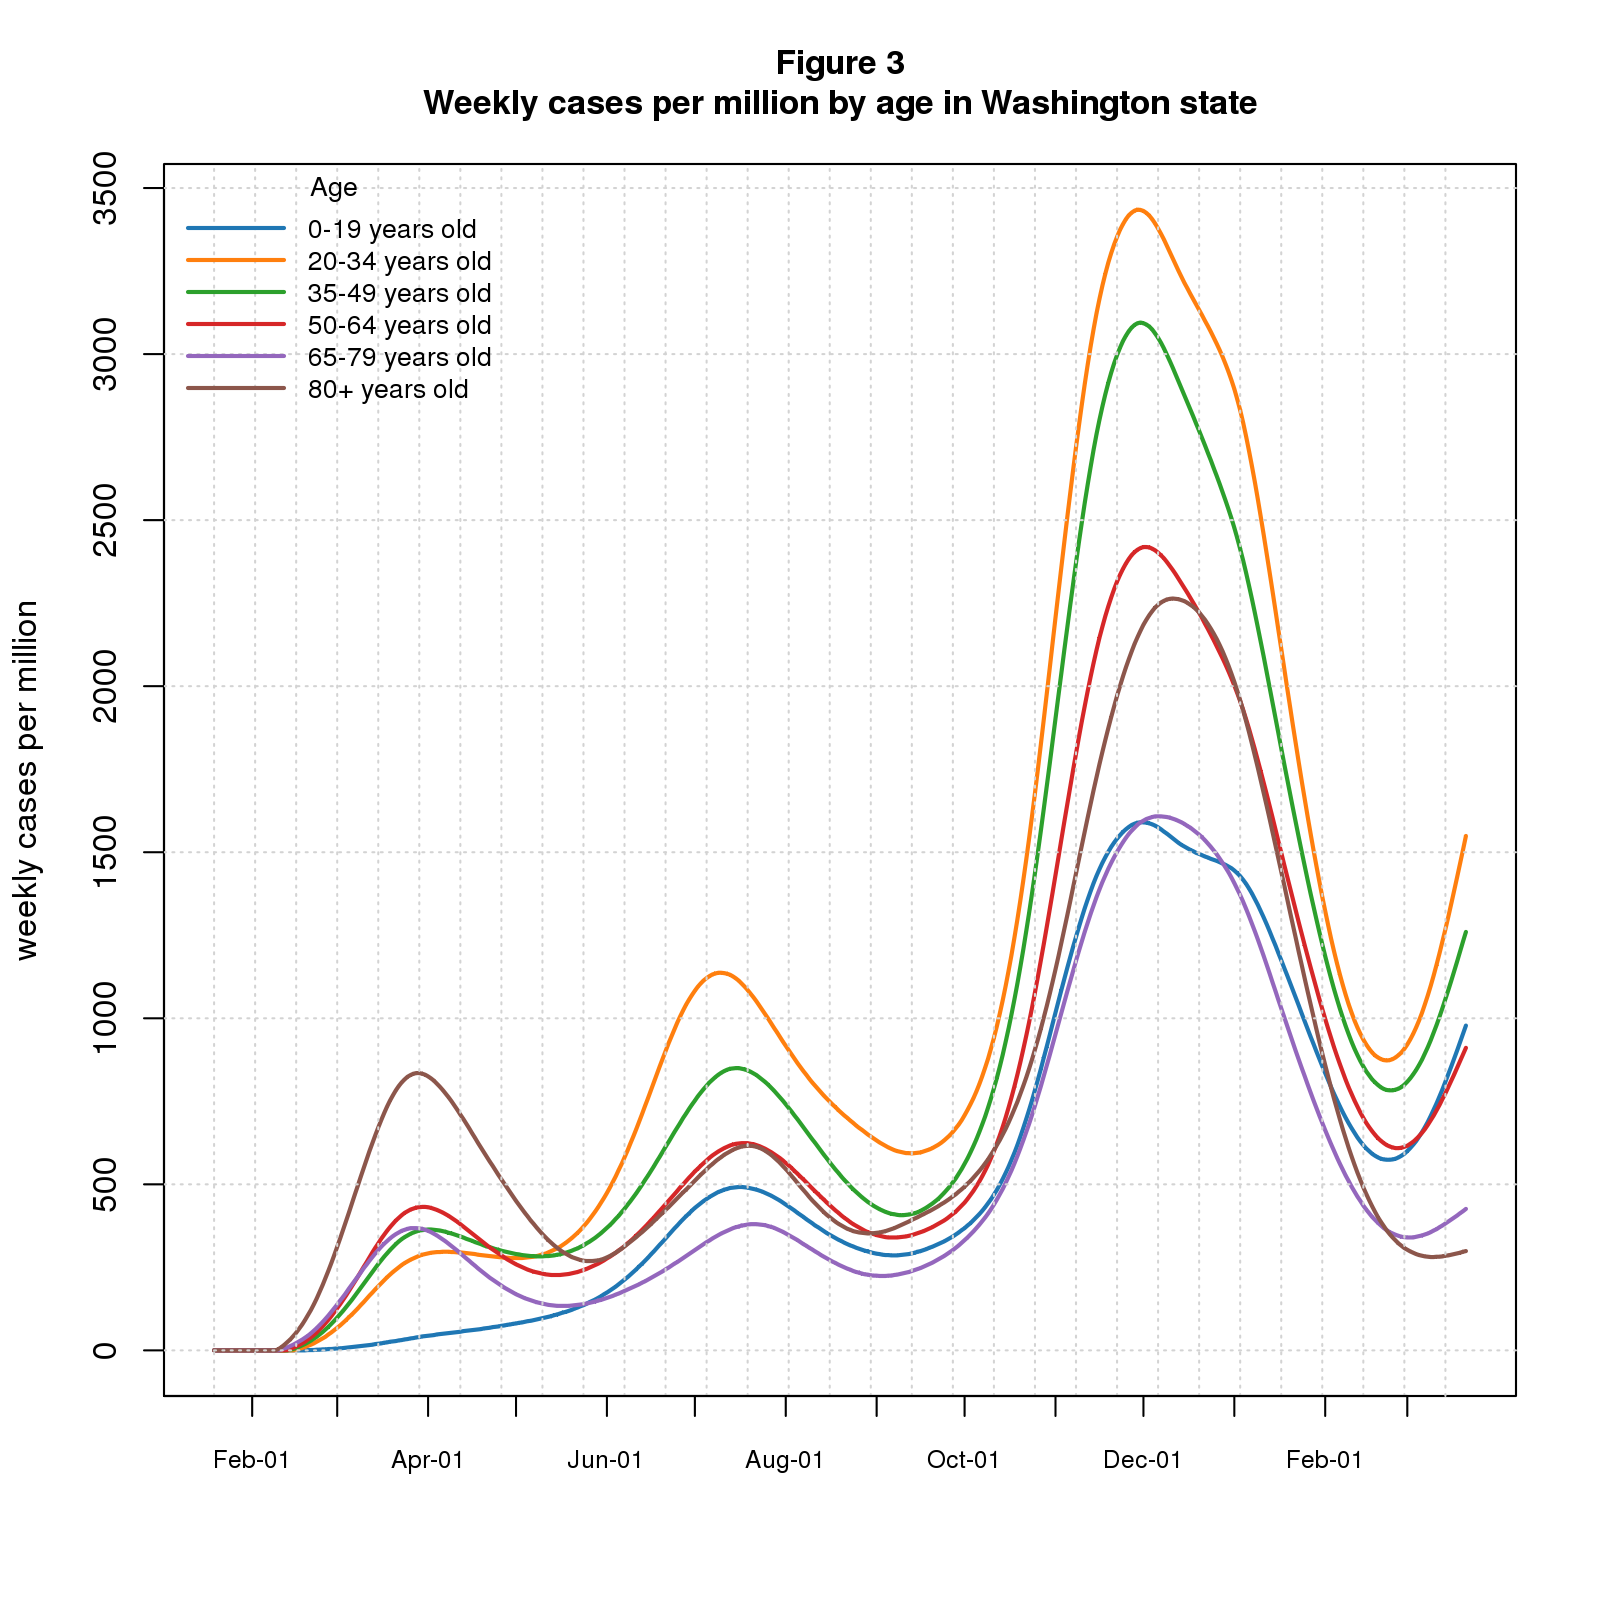 Figure 3
Weekly cases per million by age in Washington state
Age
0-19 years old
20-34 years old
35-49 years old
50-64 years old
65-79 years old
80+ years old
weekly cases per million
3500
3000
2500
2000
1500
1000
500
0
Feb-01 Apr-01 Jun-01 Aug-01 Oct-01 Dec-01 Feb-01